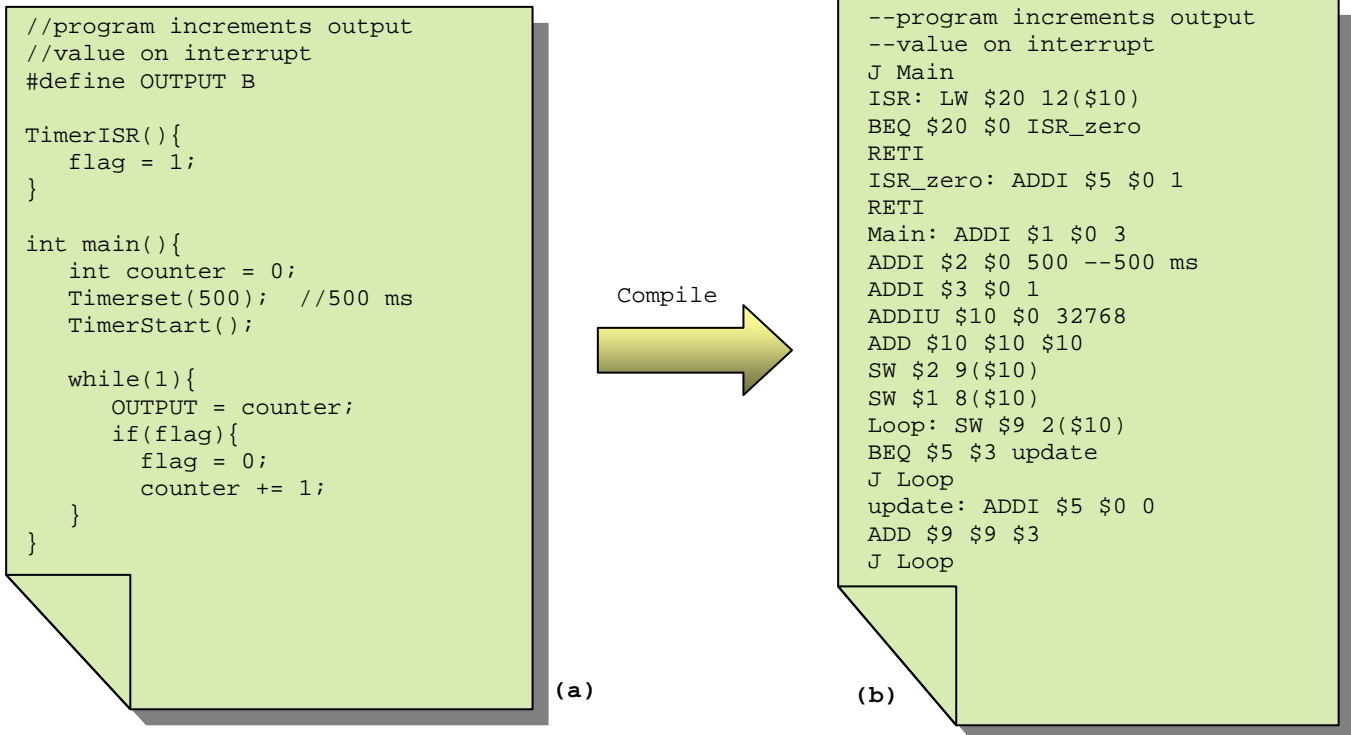 //program increments output
//value on interrupt
#define OUTPUT B
TimerISR(){
flag = 1;
}
int main(){
int counter = 0;
Timerset(500); //500 ms
TimerStart();
while(1){
OUTPUT = counter;
if(flag){
flag = 0;
counter += 1;
}
}
(a)
Compile
--program increments output
--value on interrupt
J Main
ISR: LW $20 12($10)
BEQ $20 $0 ISR_zero
RETI
ISR_zero: ADDI $5 $0 1
RETI
Main: ADDI $1 $0 3
ADDI $2 $0 500 –-500 ms
ADDI $3 $0 1
ADDIU $10 $0 32768
ADD $10 $10 $10
SW $2 9($10)
SW $1 8($10)
Loop: SW $9 2($10)
BEQ $5 $3 update
J Loop
update: ADDI $5 $0 0
ADD $9 $9 $3
J Loop
(b)